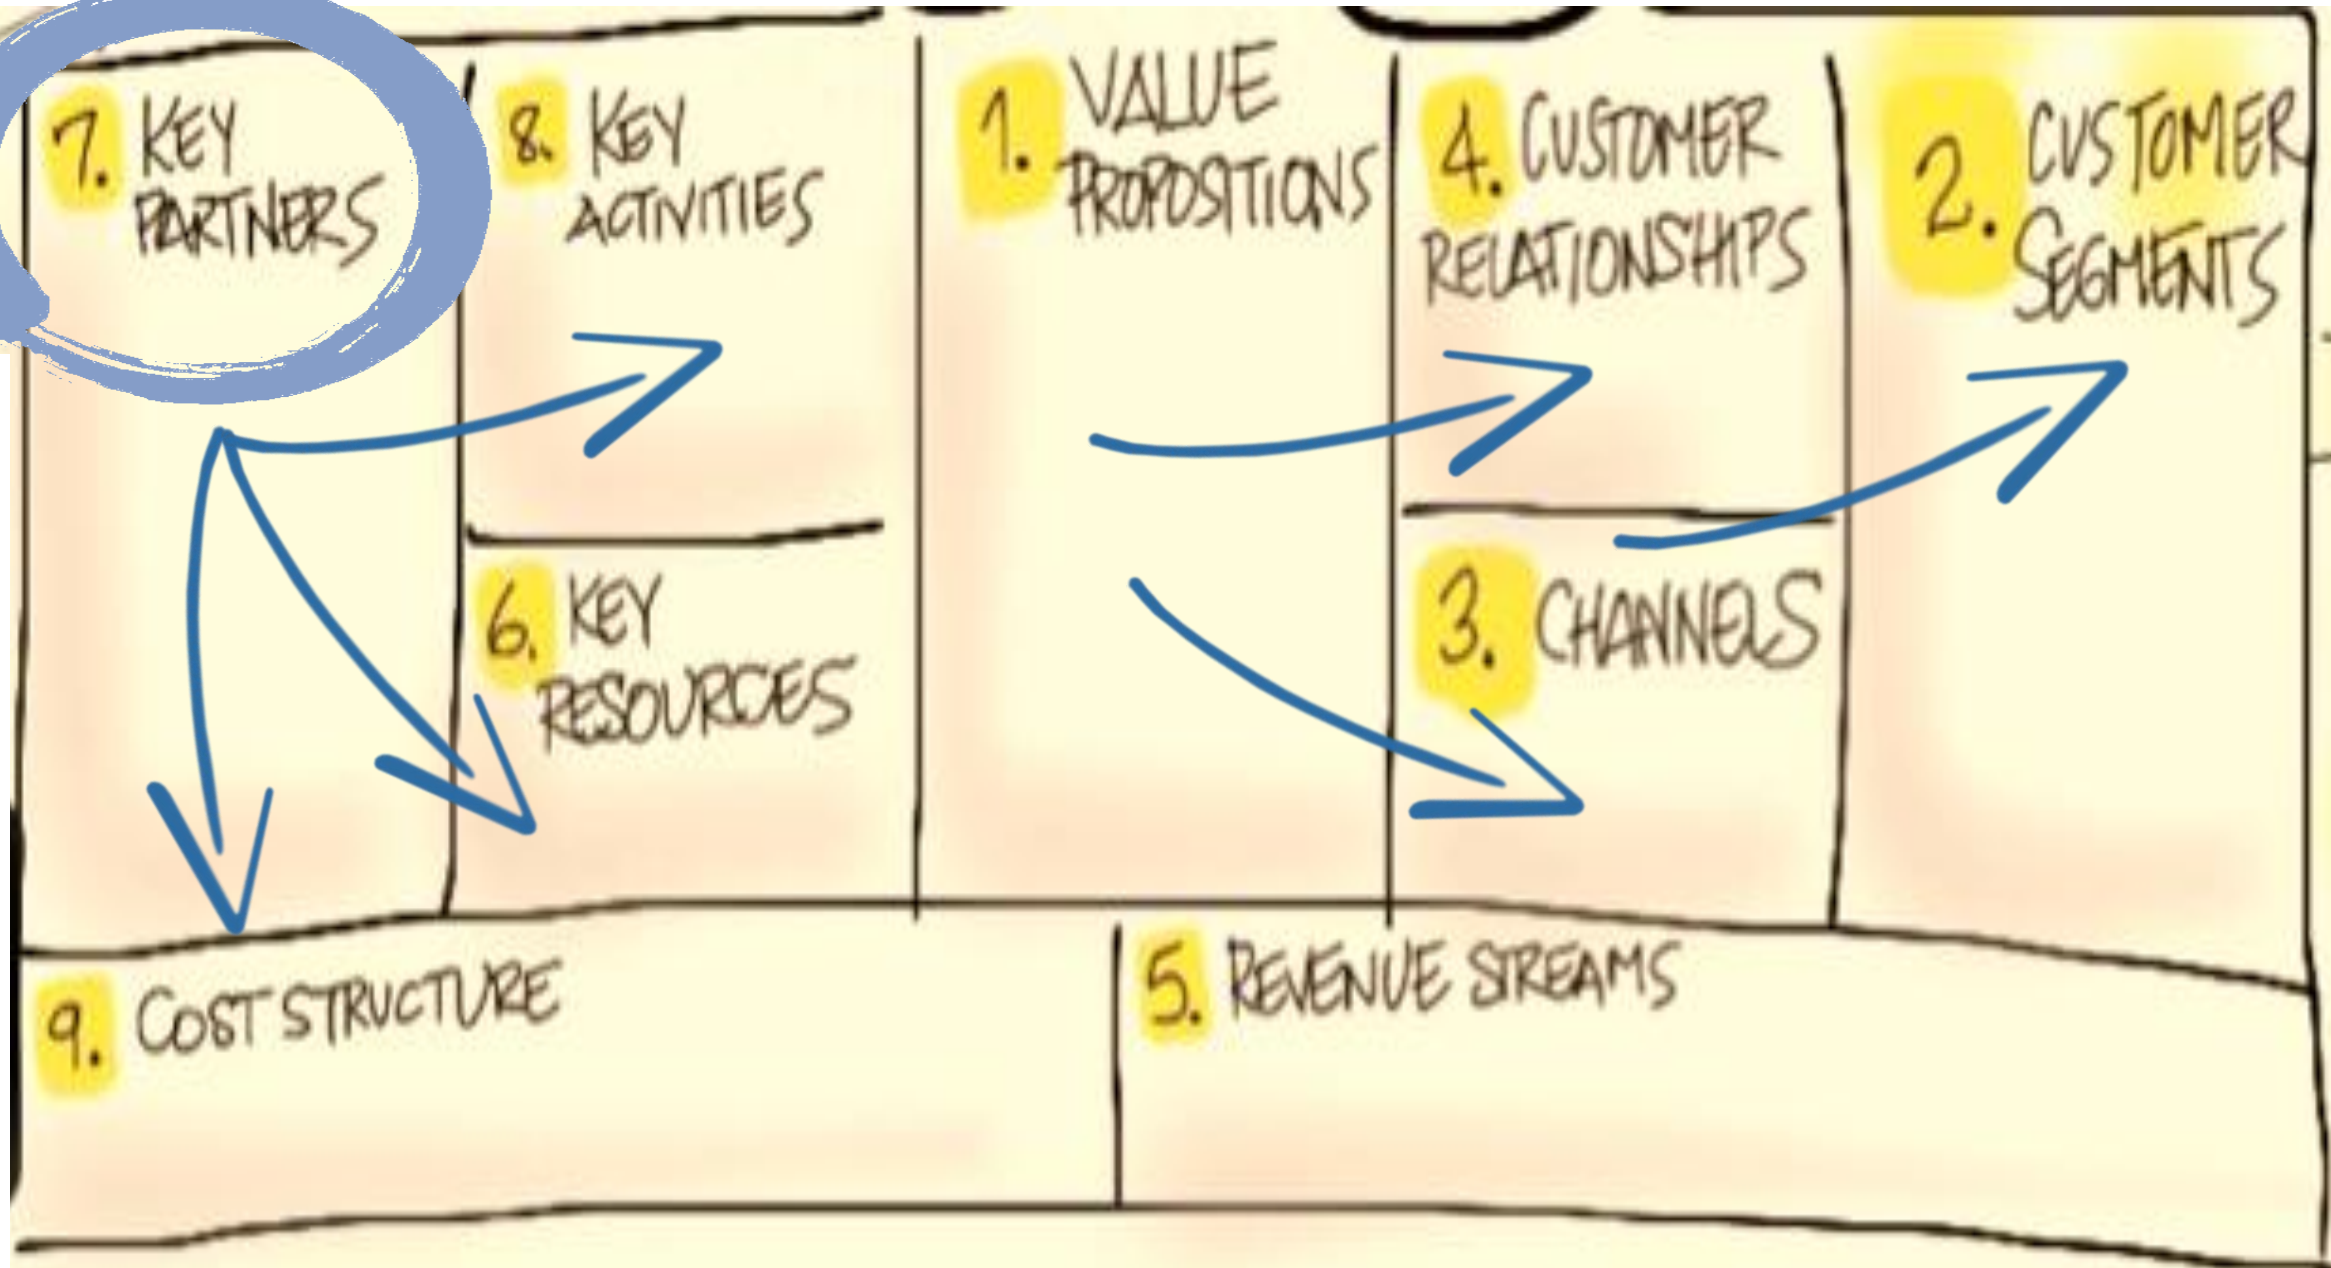 7. KEY
PARTNERS
8. KEY
ACTIVITIES
6. KEY
RESOURCES
1. VALUE
PROPOSITIONS
4. CUSTOMER
RELATIONSHIPS
3. CHANNELS
2. CUSTOMER
SEGMENTS
9. COST STRUCTURE
5. REVENUE STREAMS